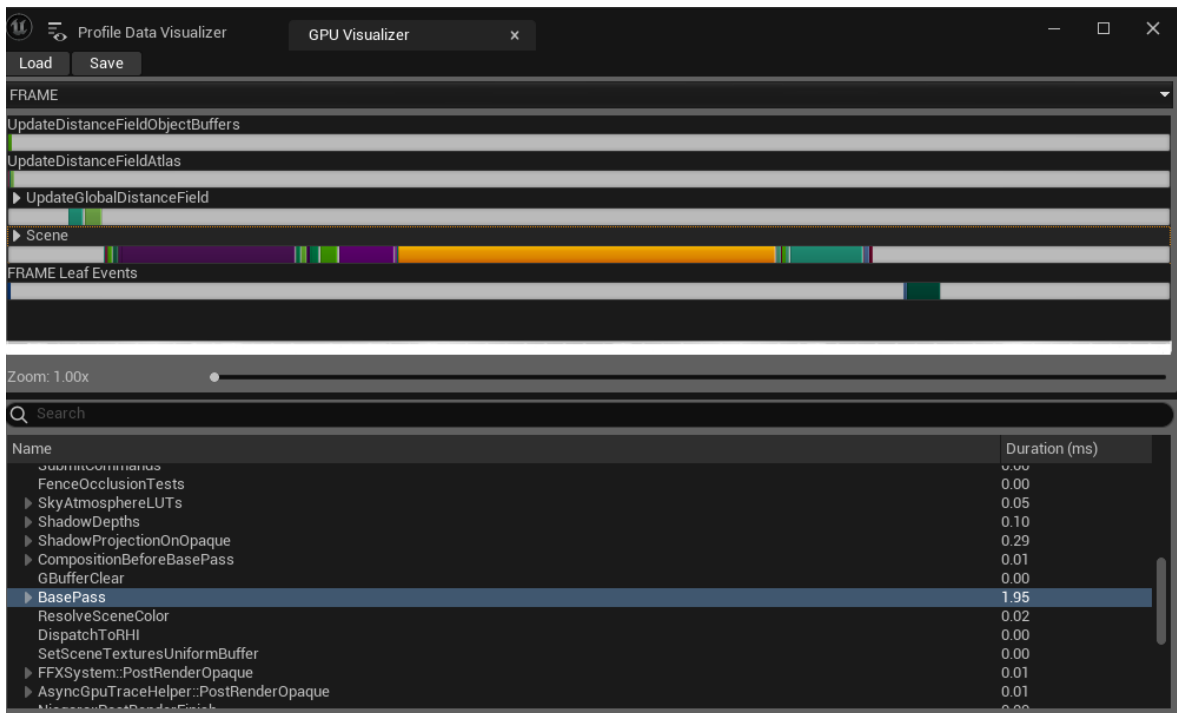 Profile Data Visualizer GPU Visualizer
Load Save
FRAME
UpdateDistanceFieldObjectBuffers
UpdateDistanceFieldAtlas
UpdateGlobalDistanceField
Scene
FRAME Leaf Events
Zoom: 1.00x
Search
Name Duration (ms)
SubmitCommands 0.00
FenceOcclusionTests 0.00
SkyAtmosphereLUTs 0.05
ShadowDepths 0.10
ShadowProjectionOnOpaque 0.29
CompositionBeforeBasePass 0.01
GBufferClear 0.00
BasePass 1.95
ResolveSceneColor 0.02
DispatchToRHI 0.00
SetSceneTexturesUniformBuffer 0.00
FFXSystem::PostRenderOpaque 0.01
AsyncGpuTraceHelper::PostRenderOpaque 0.01